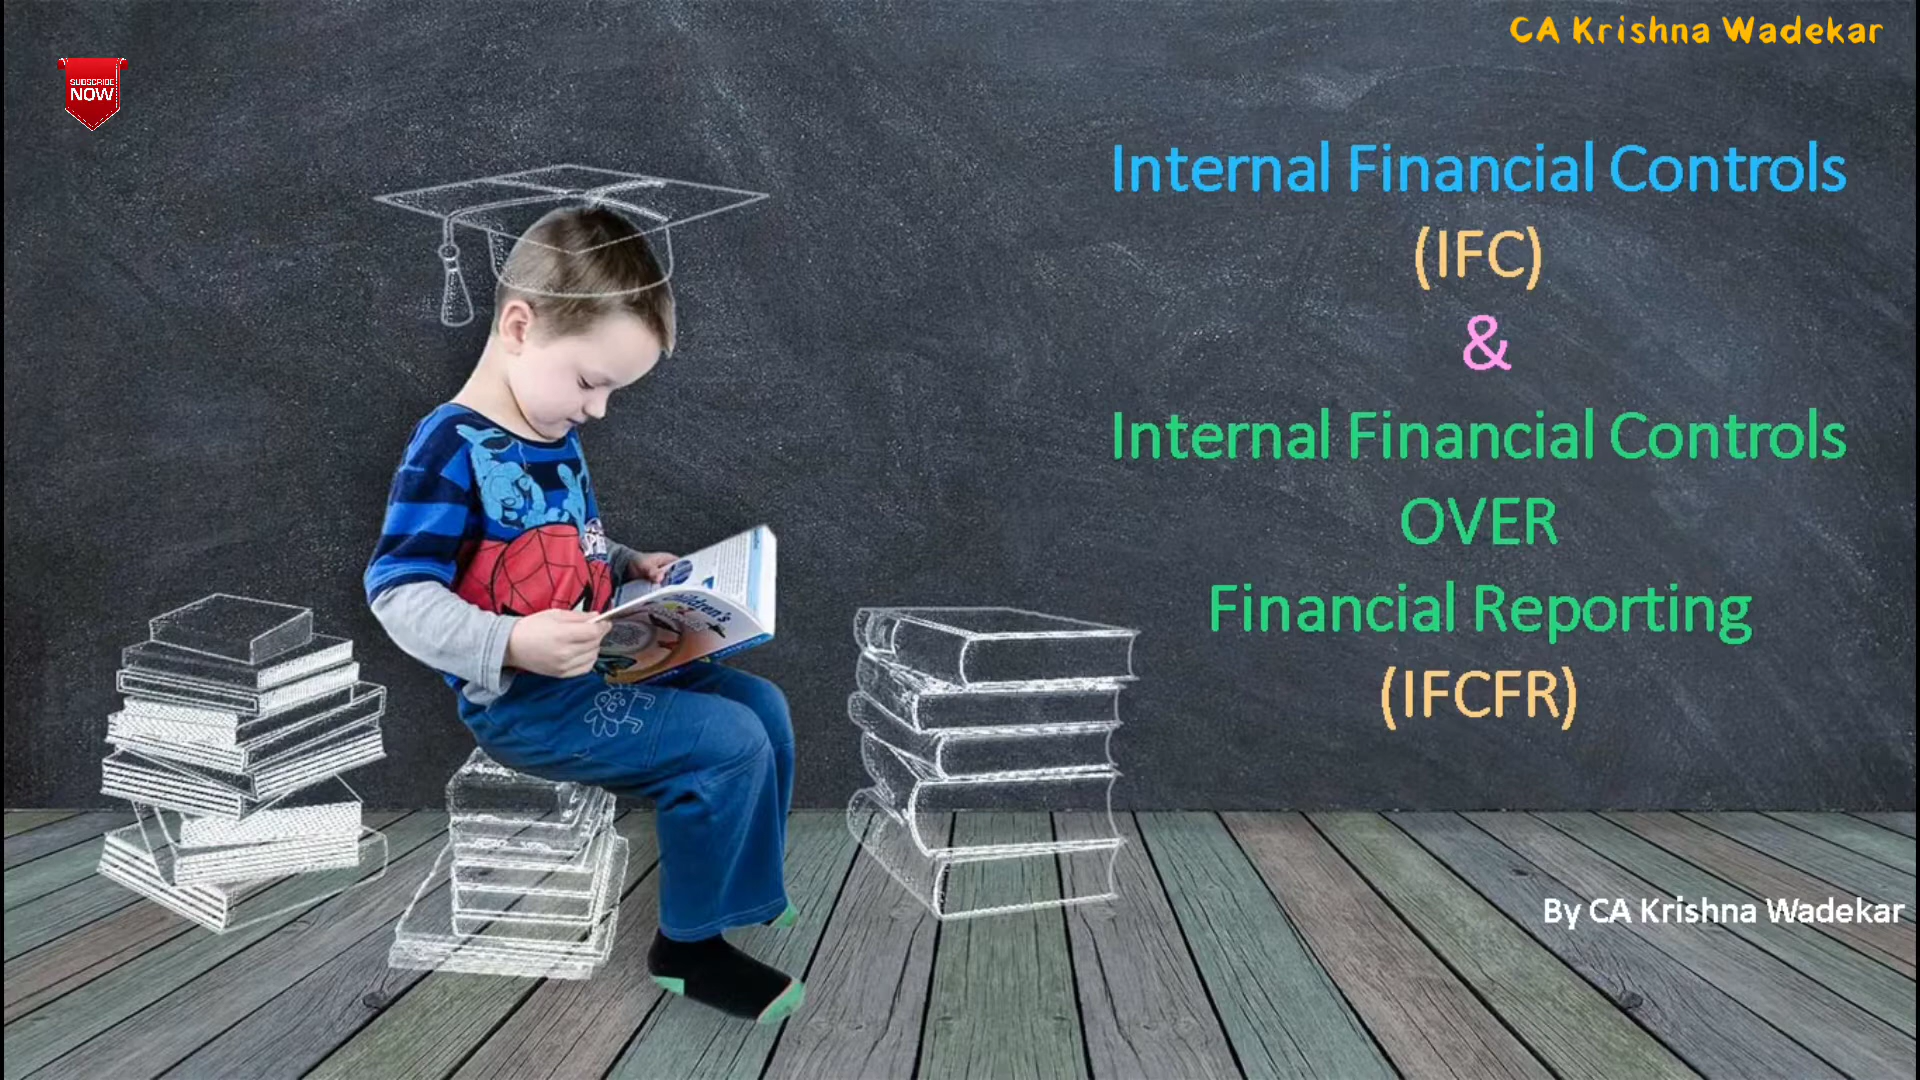 CA Krishna Wadekar
SUBSCRIBE
NOW
Internal Financial Controls
(IFC)
&
Internal Financial Controls
OVER
Financial Reporting
(IFCFR)
children's
By CA Krishna Wadekar